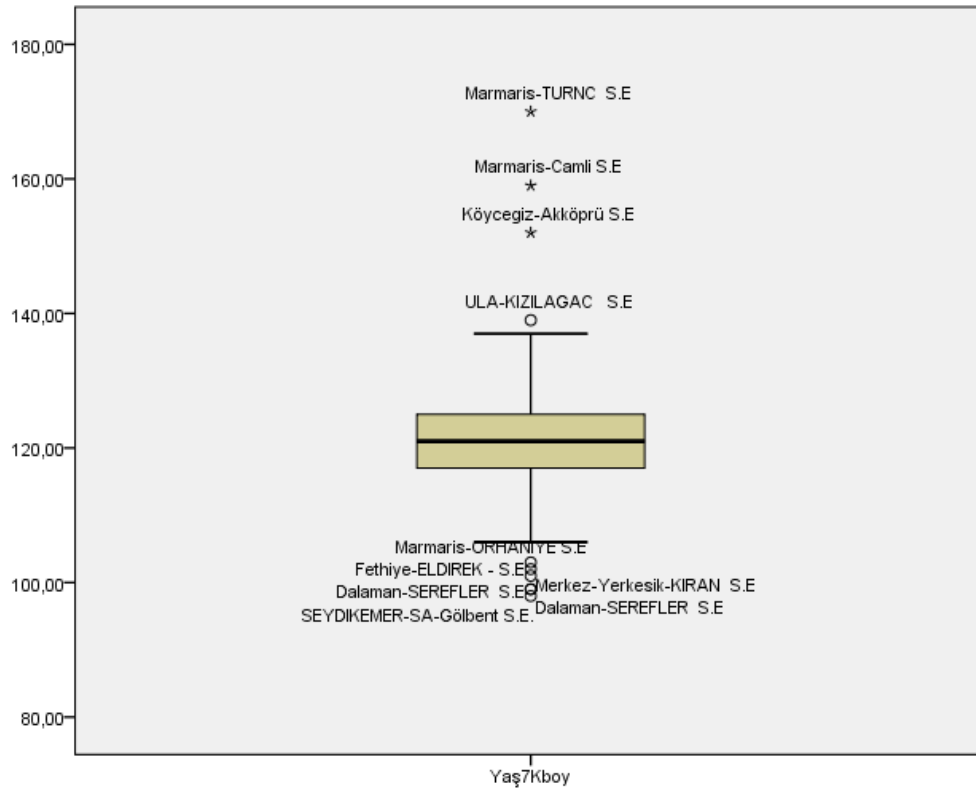 180,00
Marmaris-TURNC S.E
Marmaris-Camli S.E
160,00
Köycegiz-Akköprü S.E
140,00
ULA-KIZILAGAC S.E
120,00
Marmaris-ORHANIYE S.E
Fethiye-ELDIREK - S.E
100,00
Merkez-Yerkesik-KIRAN S.E
Dalaman-SEREFLER S.E
Dalaman-SEREFLER S.E
SEYDIKEMER-SA-Gölbent S.E.
80,00
Yaş7Kboy